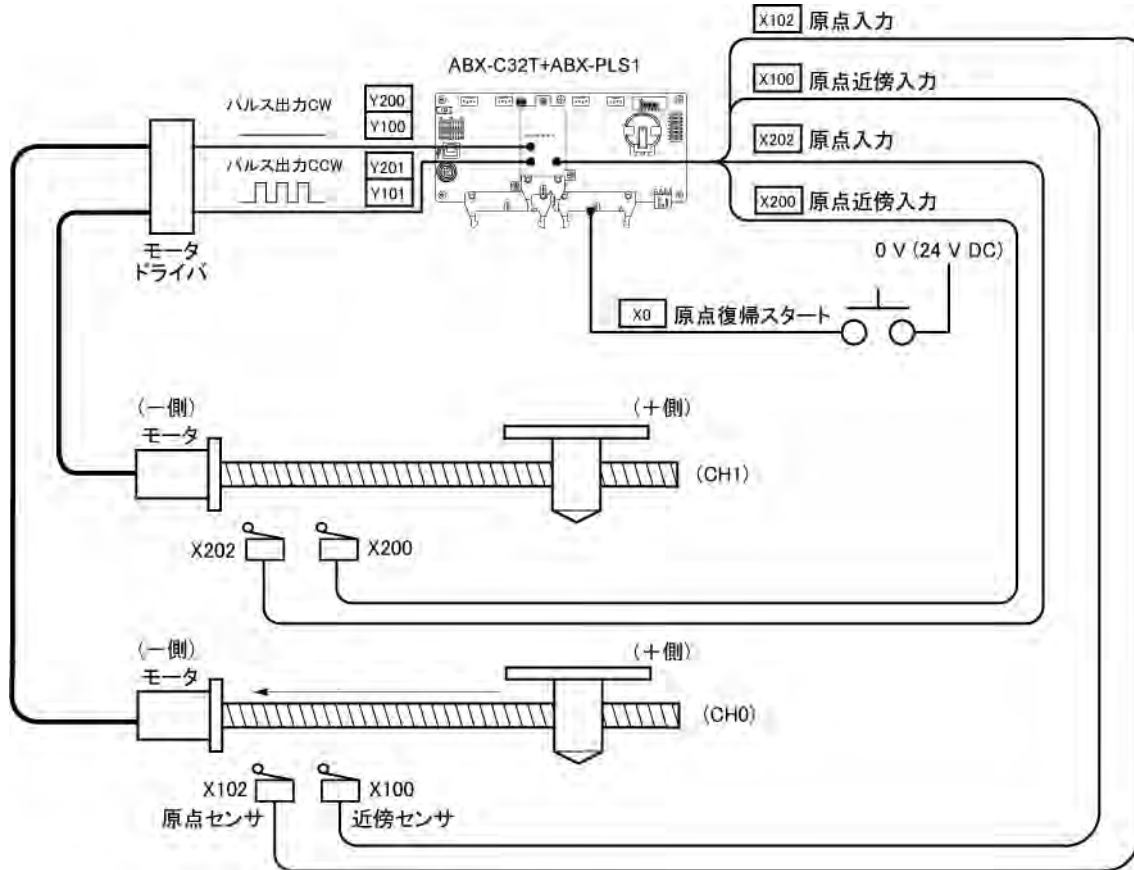 X102 原点入力
ABX-C32T+ABX-PLS1
X100 原点近傍入力
パルス出力CW
Y200
Y100
X202 原点入力
パルス出力CCW
Y201
Y101
X200 原点近傍入力
モータ
ドライバ
0 V (24 V DC)
X0 原点復帰スタート
(－側)
モータ
(＋側)
(CH1)
X202
X200
(－側)
モータ
(＋側)
(CH0)
X102
原点センサ
X100
近傍センサ